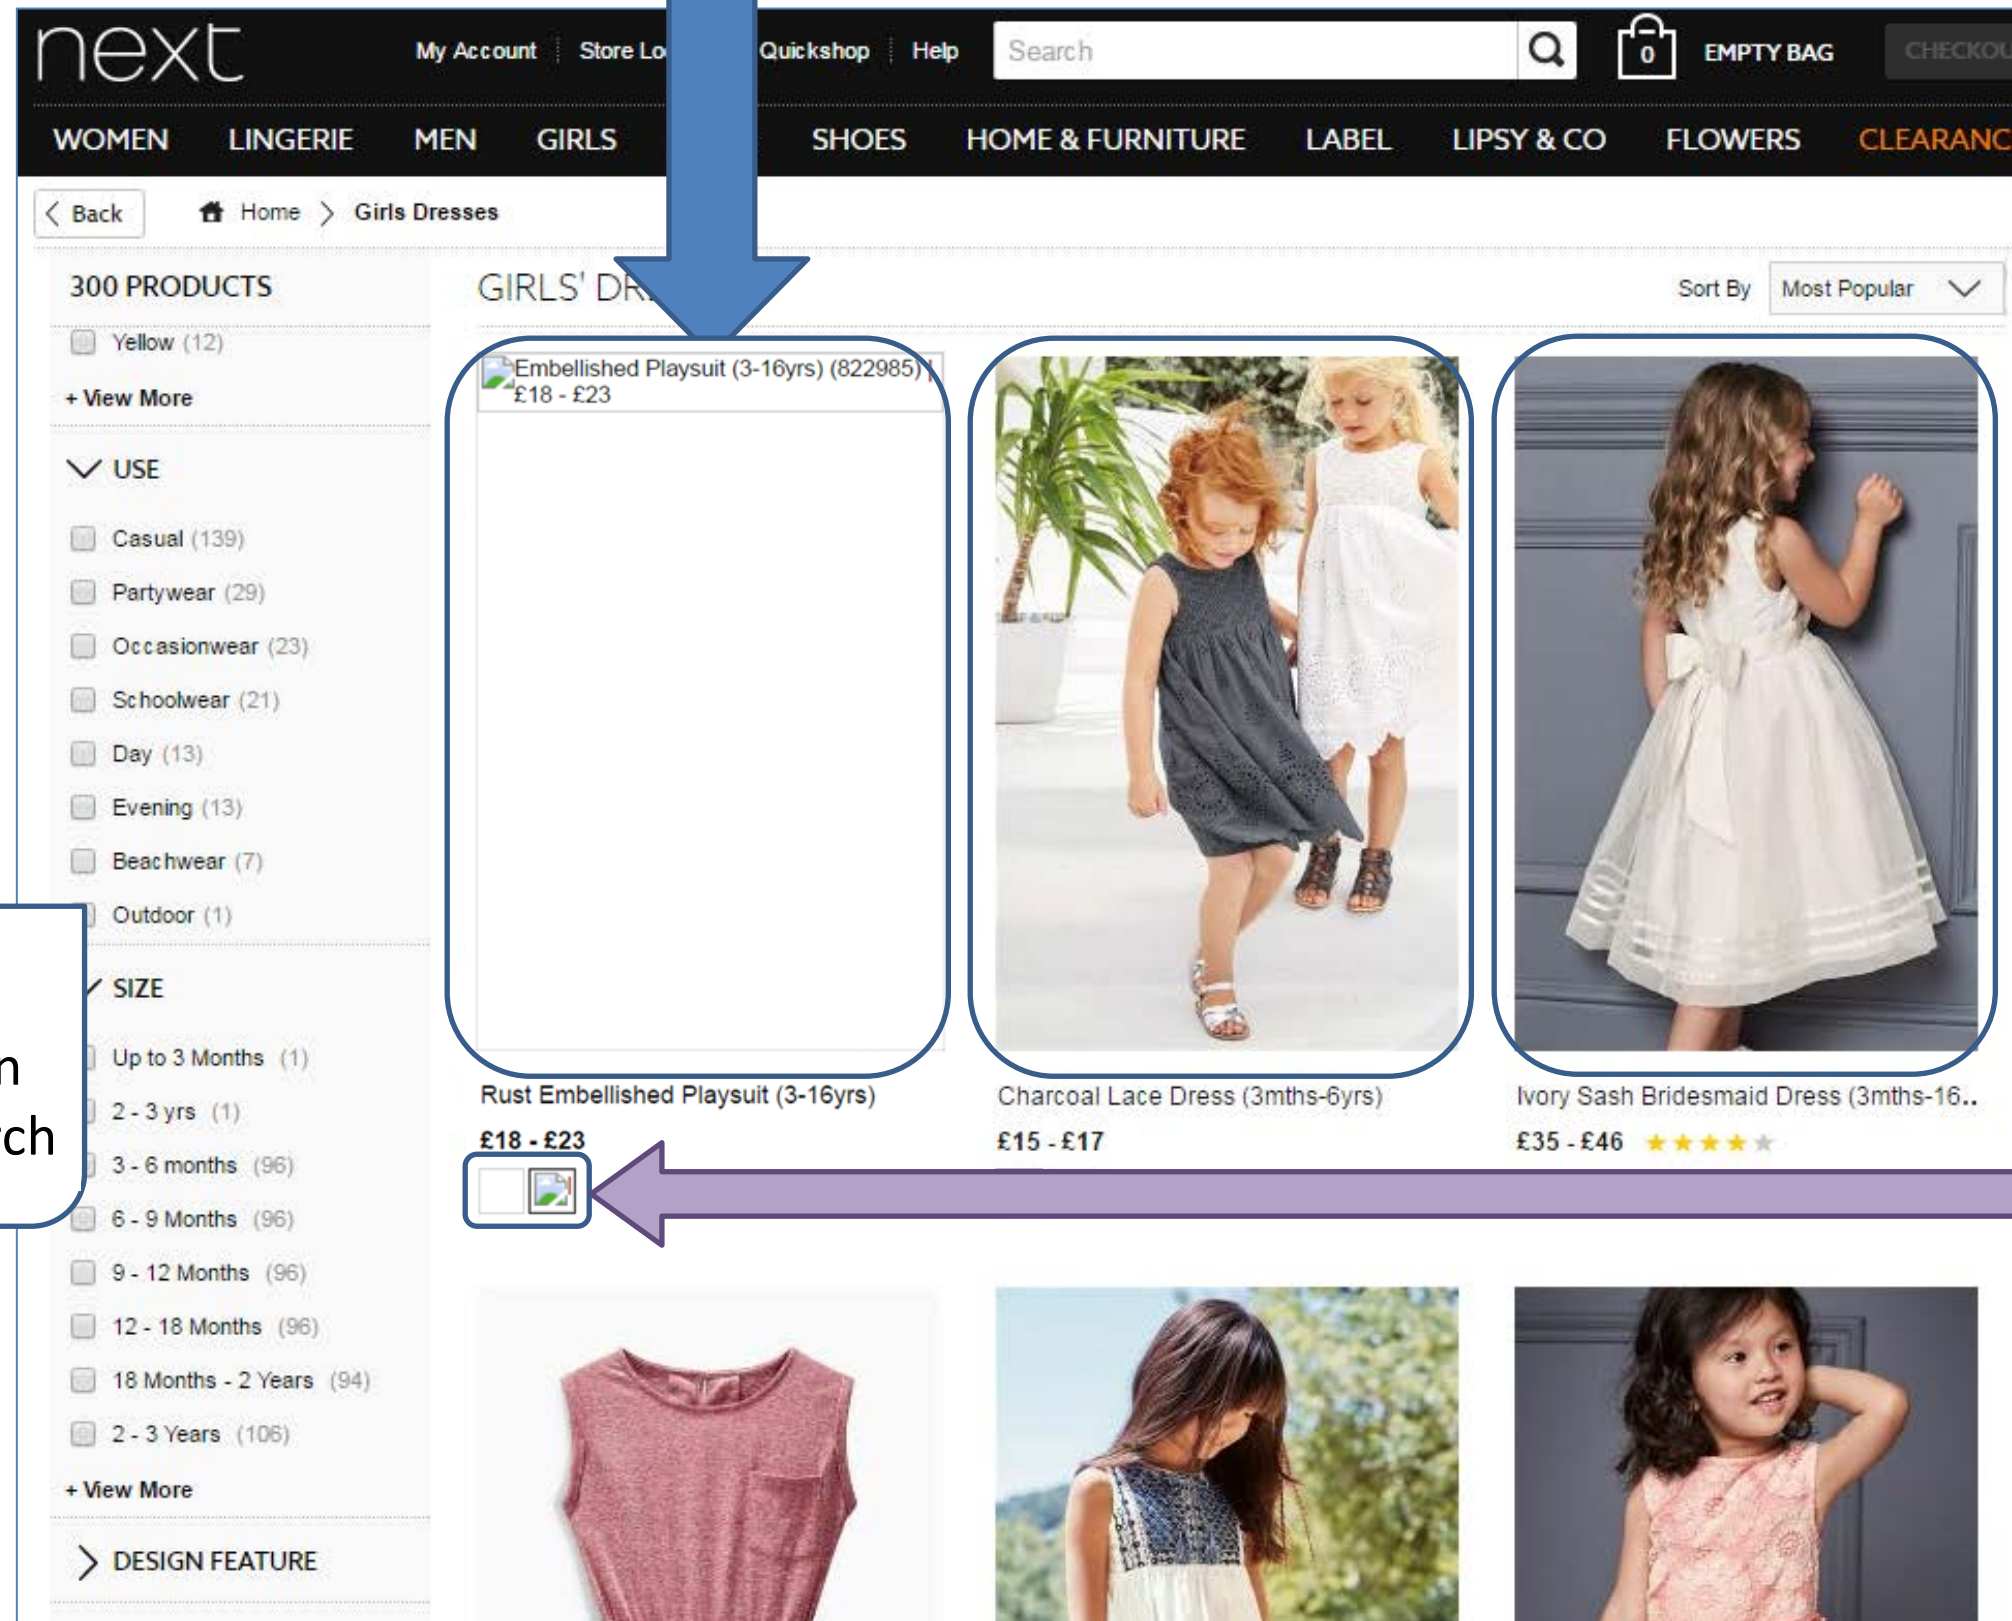 next
My Account Store Lo Quickshop Help Search 0 EMPTY BAG CHECKOU
WOMEN LINGERIE MEN GIRLS SHOES HOME & FURNITURE LABEL LIPSY & CO FLOWERS CLEARANC
Back Home > Girls Dresses
300 PRODUCTS
GIRLS' DR
Sort By Most Popular
Yellow (12)
+ View More
USE
Casual (139)
Partywear (29)
Occasionwear (23)
Schoolwear (21)
Day (13)
Evening (13)
Beachwear (7)
Outdoor (1)
SIZE
Up to 3 Months (1)
2 - 3 yrs (1)
3 - 6 months (96)
6 - 9 Months (96)
9 - 12 Months (96)
12 - 18 Months (96)
18 Months - 2 Years (94)
2 - 3 Years (106)
+ View More
DESIGN FEATURE
n
rch
Embellished Playsuit (3-16yrs) (822985) |
£18 - £23
Rust Embellished Playsuit (3-16yrs)
£18 - £23
Charcoal Lace Dress (3mths-6yrs)
£15 - £17
Ivory Sash Bridesmaid Dress (3mths-16..
£35 - £46